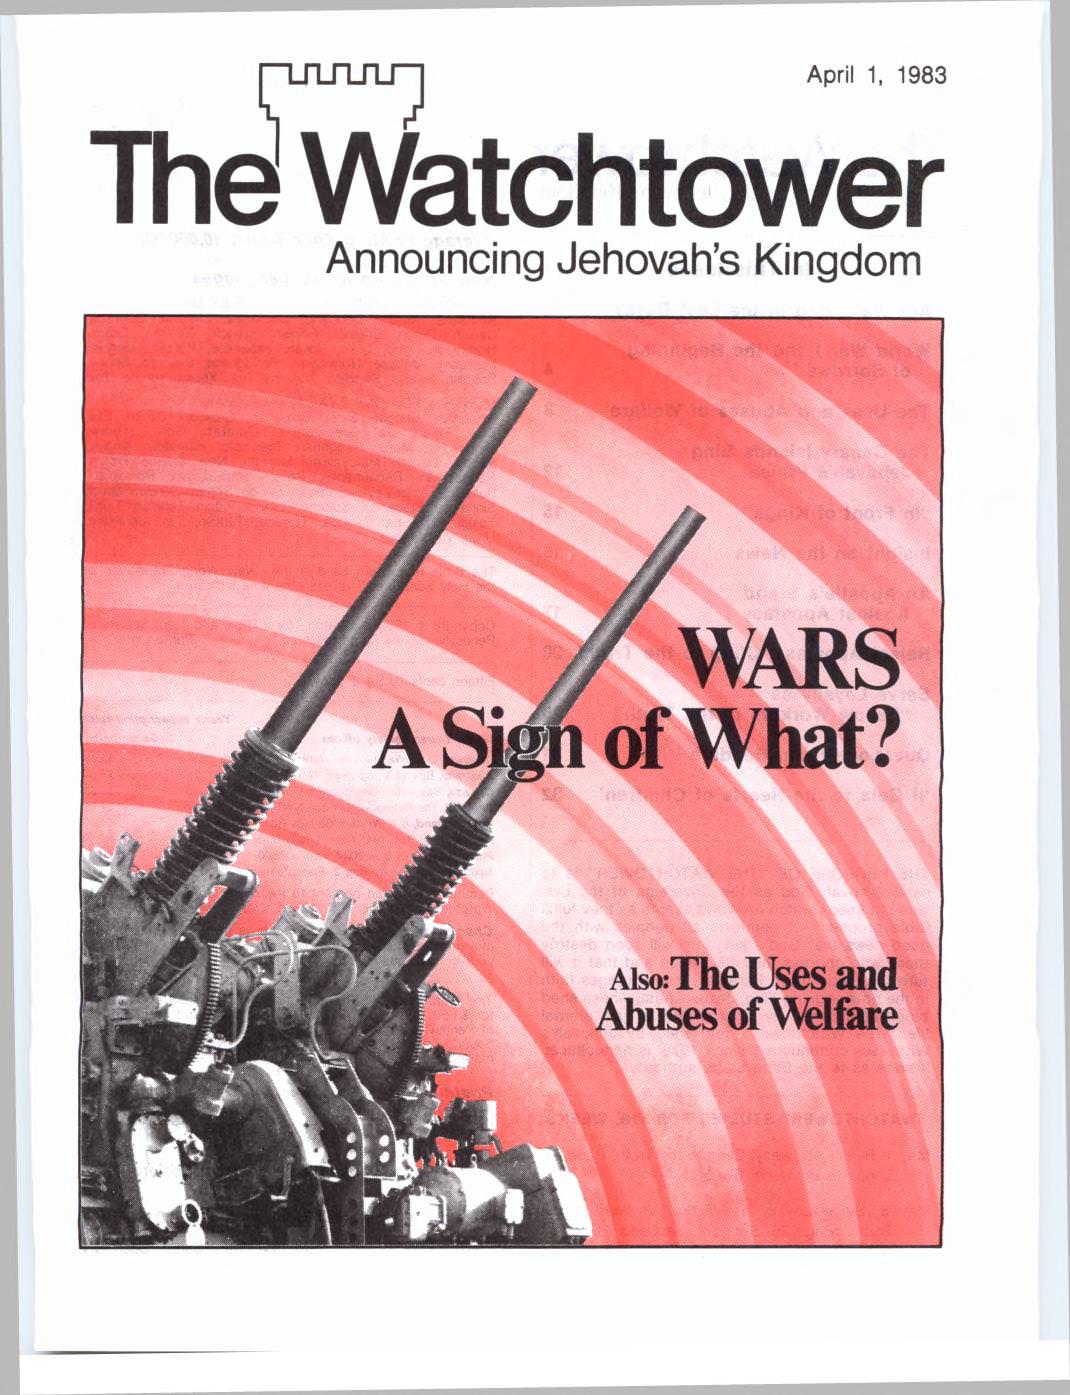 April 1, 1983
The Watchtower
Announcing Jehovah's Kingdom
WARS
A Sign of What?
Also: The Uses and
Abuses of Welfare